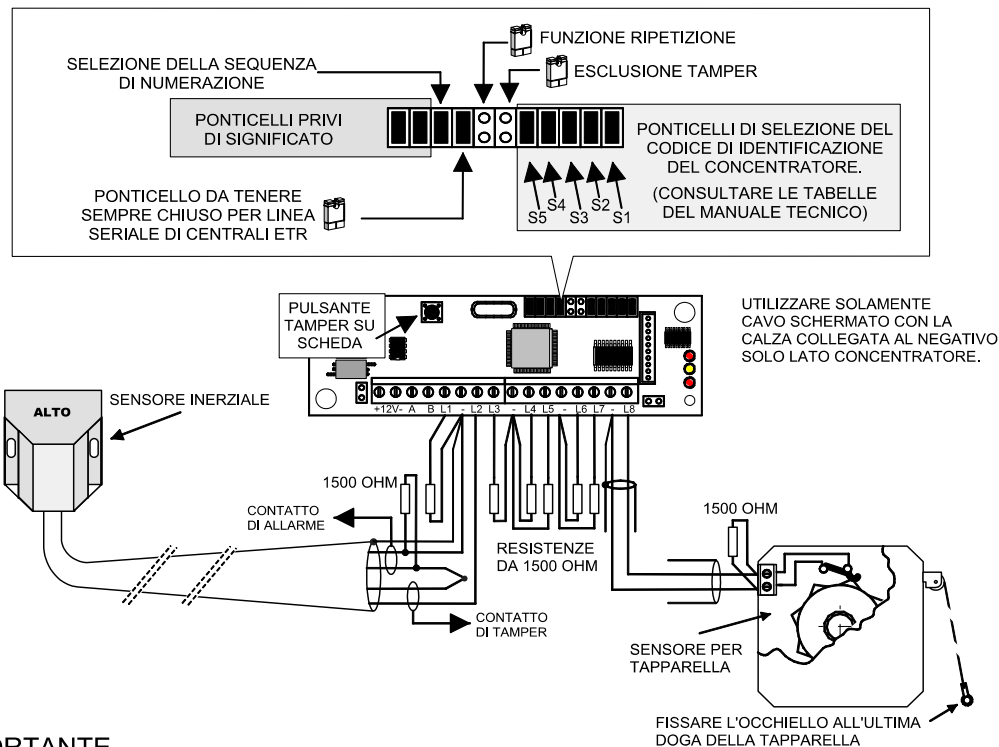 FUNZIONE RIPETIZIONE
SELEZIONE DELLA SEQUENZA
DI NUMERAZIONE
ESCLUSIONE TAMPER
PONTICELLI PRIVI
DI SIGNIFICATO
PONTICELLI DI SELEZIONE DEL
CODICE DI IDENTIFICAZIONE
DEL CONCENTRATORE.
(CONSULTARE LE TABELLE
DEL MANUALE TECNICO)
S5 S4 S3 S2 S1
PONTICELLO DA TENERE
SEMPRE CHIUSO PER LINEA
SERIALE DI CENTRALI ETR
PULSANTE
TAMPER SU
SCHEDA
UTILIZZARE SOLAMENTE
CAVO SCHERMATO CON LA
CALZA COLLEGATA AL NEGATIVO
SOLO LATO CONCENTRATORE.
+12V- A B L1 - L2 L3 - L4 L5 - L6 L7 - L8
ALTO
SENSORE INERZIALE
1500 OHM
CONTATTO
DI ALLARME
RESISTENZE
DA 1500 OHM
1500 OHM
CONTATTO
DI TAMPER
SENSORE PER
TAPPARELLA
FISSARE L'OCCHIELLO ALL'ULTIMA
DOGA DELLA TAPPARELLA
ORTANTE